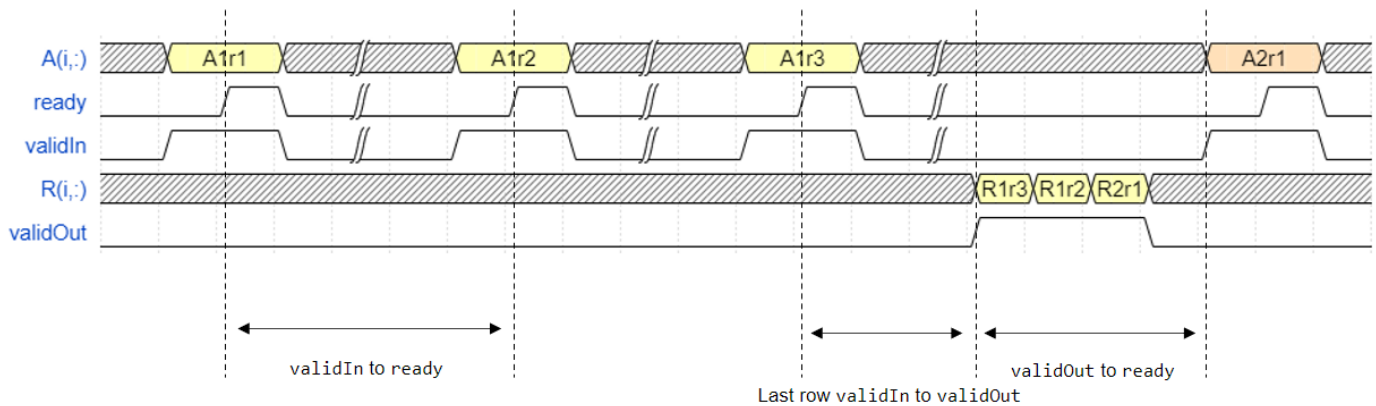 A(i,:) A1r1 A1r2 A1r3 A2r1
ready
validIn
R(i,:) R1r3 R1r2 R2r1
validOut
validIn to ready
validOut to ready
Last row validIn to validOut